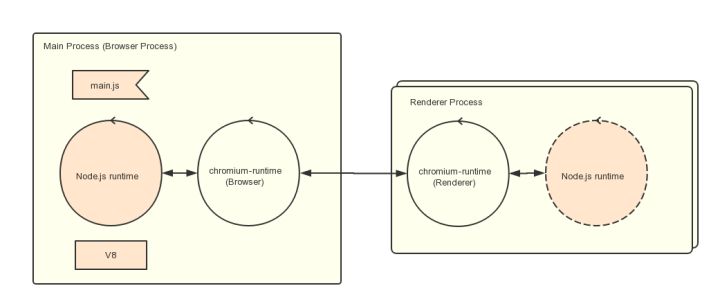 Main Process (Browser Process)
main.js
Node.js runtime
chromium-runtime
(Browser)
V8
Renderer Process
chromium-runtime
(Renderer)
Node.js runtime